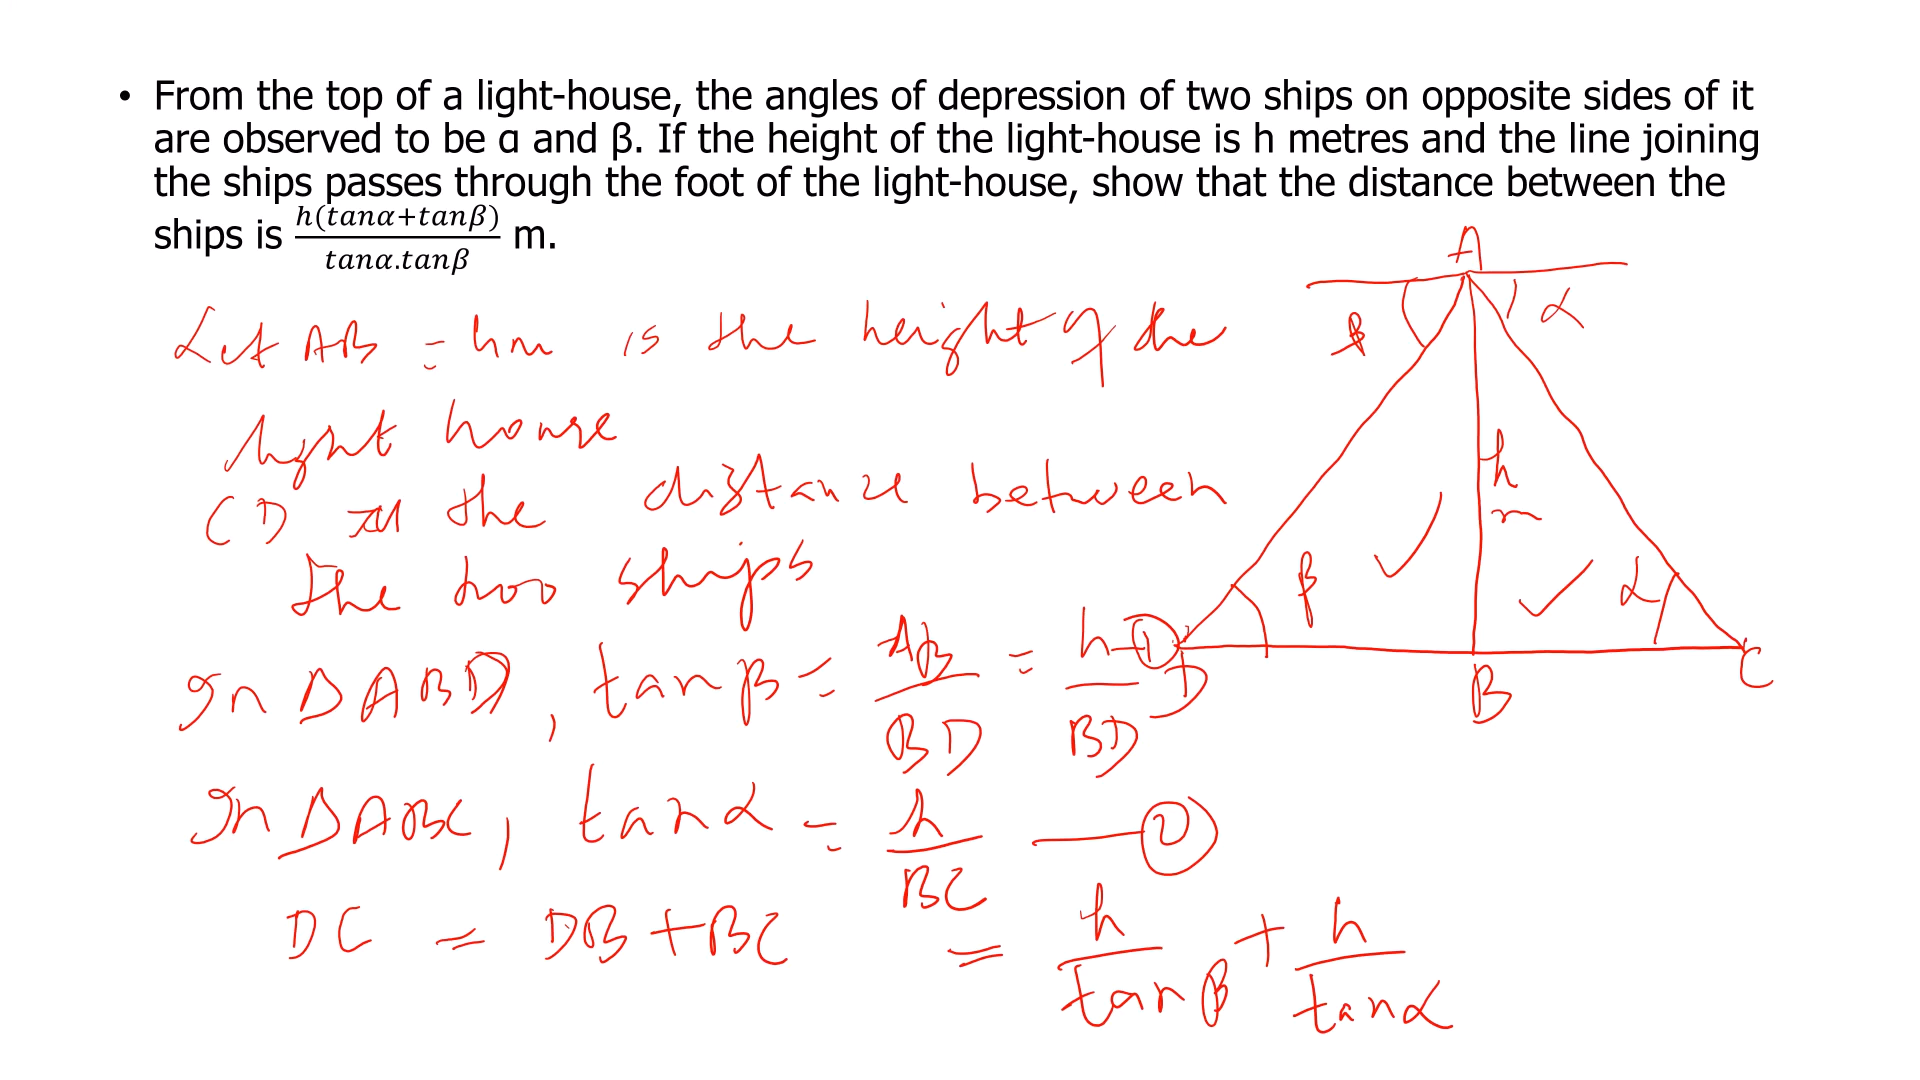 • From the top of a light-house, the angles of depression of two ships on opposite sides of it
are observed to be α and β. If the height of the light-house is h metres and the line joining
the ships passes through the foot of the light-house, show that the distance between the
ships is h(tanα+tanβ)/tanα.tanβ m.
A
β α
Let AB = hm is the height of the
light house
CD the distance between
the two ships
h
m
β α
D B C
In Δ ABD, tanβ = AB/BD = h/BD — ①
In Δ ABC, tanα = h/BC — ②
DC = DB + BC = h/tanβ + h/tanα